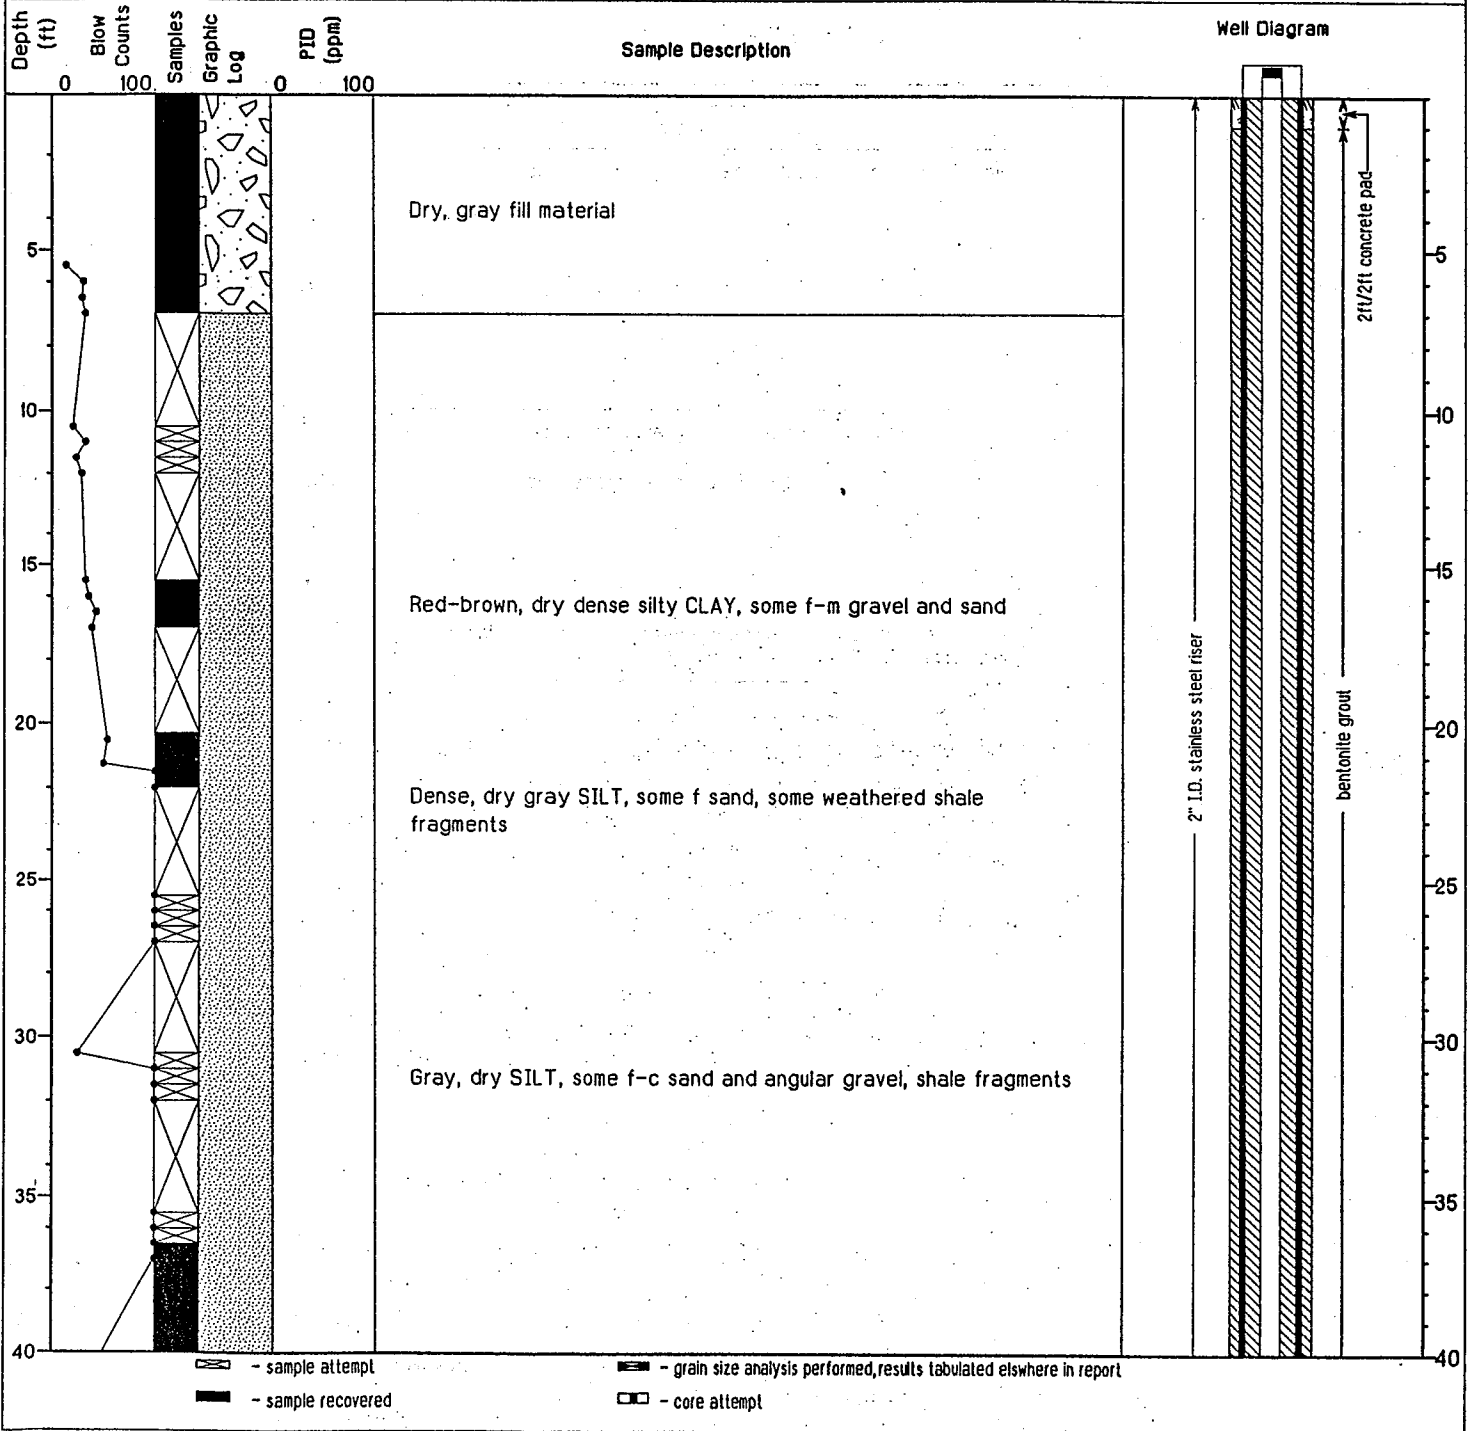 Depth (ft)
Blow Counts
Samples
Graphic Log
PID (ppm)
Sample Description
Well Diagram
0 100
0 100
Dry, gray fill material
2ft/2ft concrete pad
5
5
10
10
15
15
Red-brown, dry dense silty CLAY, some f-m gravel and sand
2" I.D. stainless steel riser
bentonite grout
20
20
Dense, dry gray SILT, some f sand, some weathered shale
fragments
25
25
30
30
Gray, dry SILT, some f-c sand and angular gravel, shale fragments
35
35
40
40
- sample attempt
- grain size analysis performed,results tabulated elswhere in report
- sample recovered
- core attempt